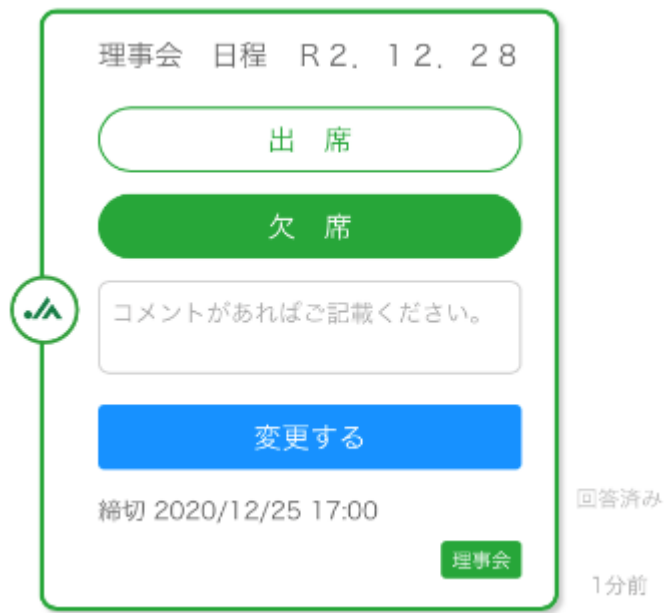 理事会　日程　Ｒ２．１２．２８
出　席
欠　席
コメントがあればご記載ください。
変更する
締切 2020/12/25 17:00
回答済み
理事会
1分前